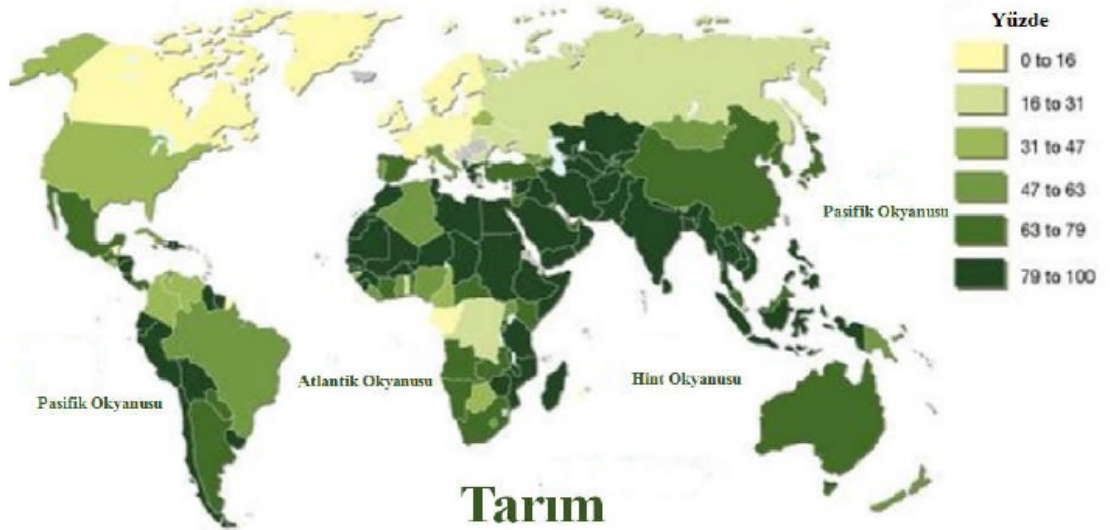 Yüzde
0 to 16
16 to 31
31 to 47
47 to 63
63 to 79
79 to 100
Pasifik Okyanusu
Atlantik Okyanusu
Hint Okyanusu
Pasifik Okyanusu
Tarım